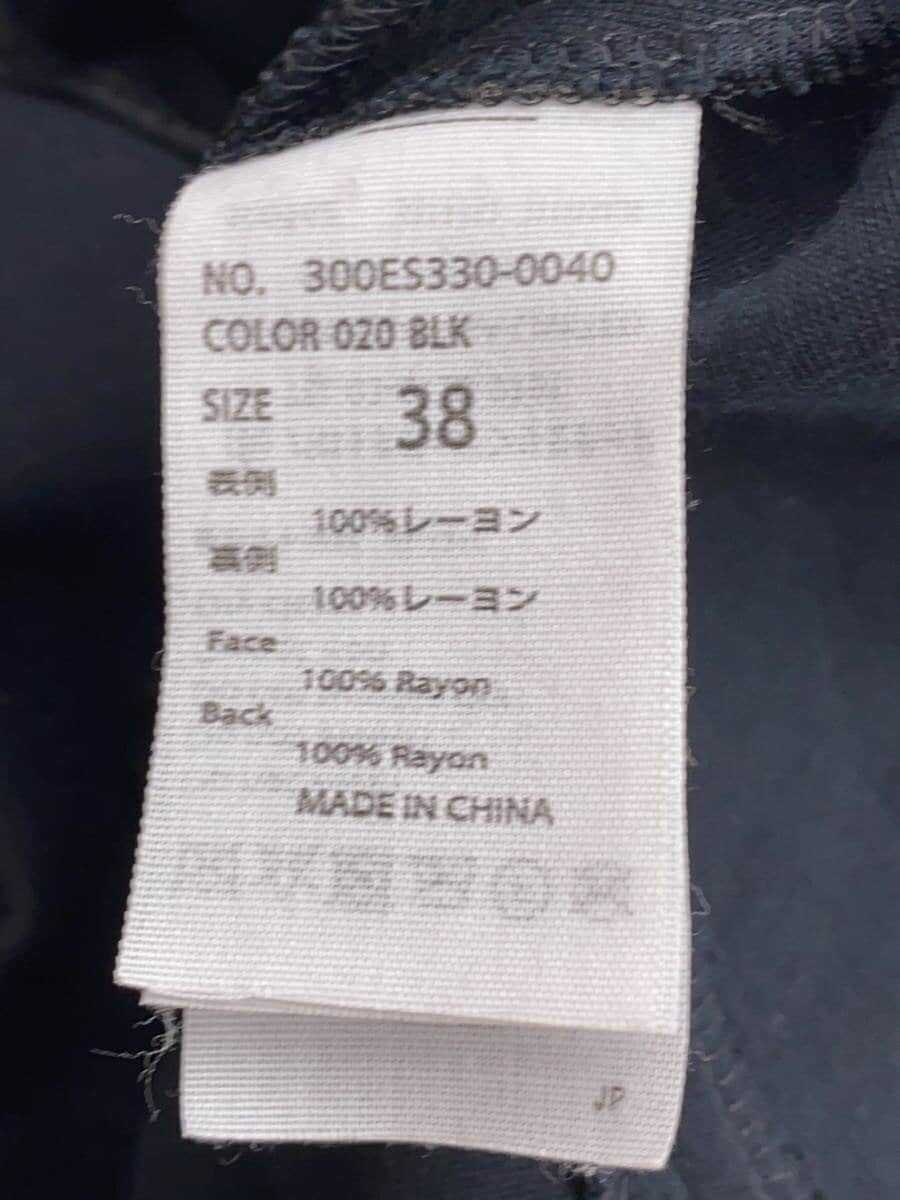 NO. 300ES330-0040
COLOR 020 BLK
SIZE 38
表側
100%レーヨン
裏側
100%レーヨン
Face
100% Rayon
Back
100% Rayon
MADE IN CHINA
JP